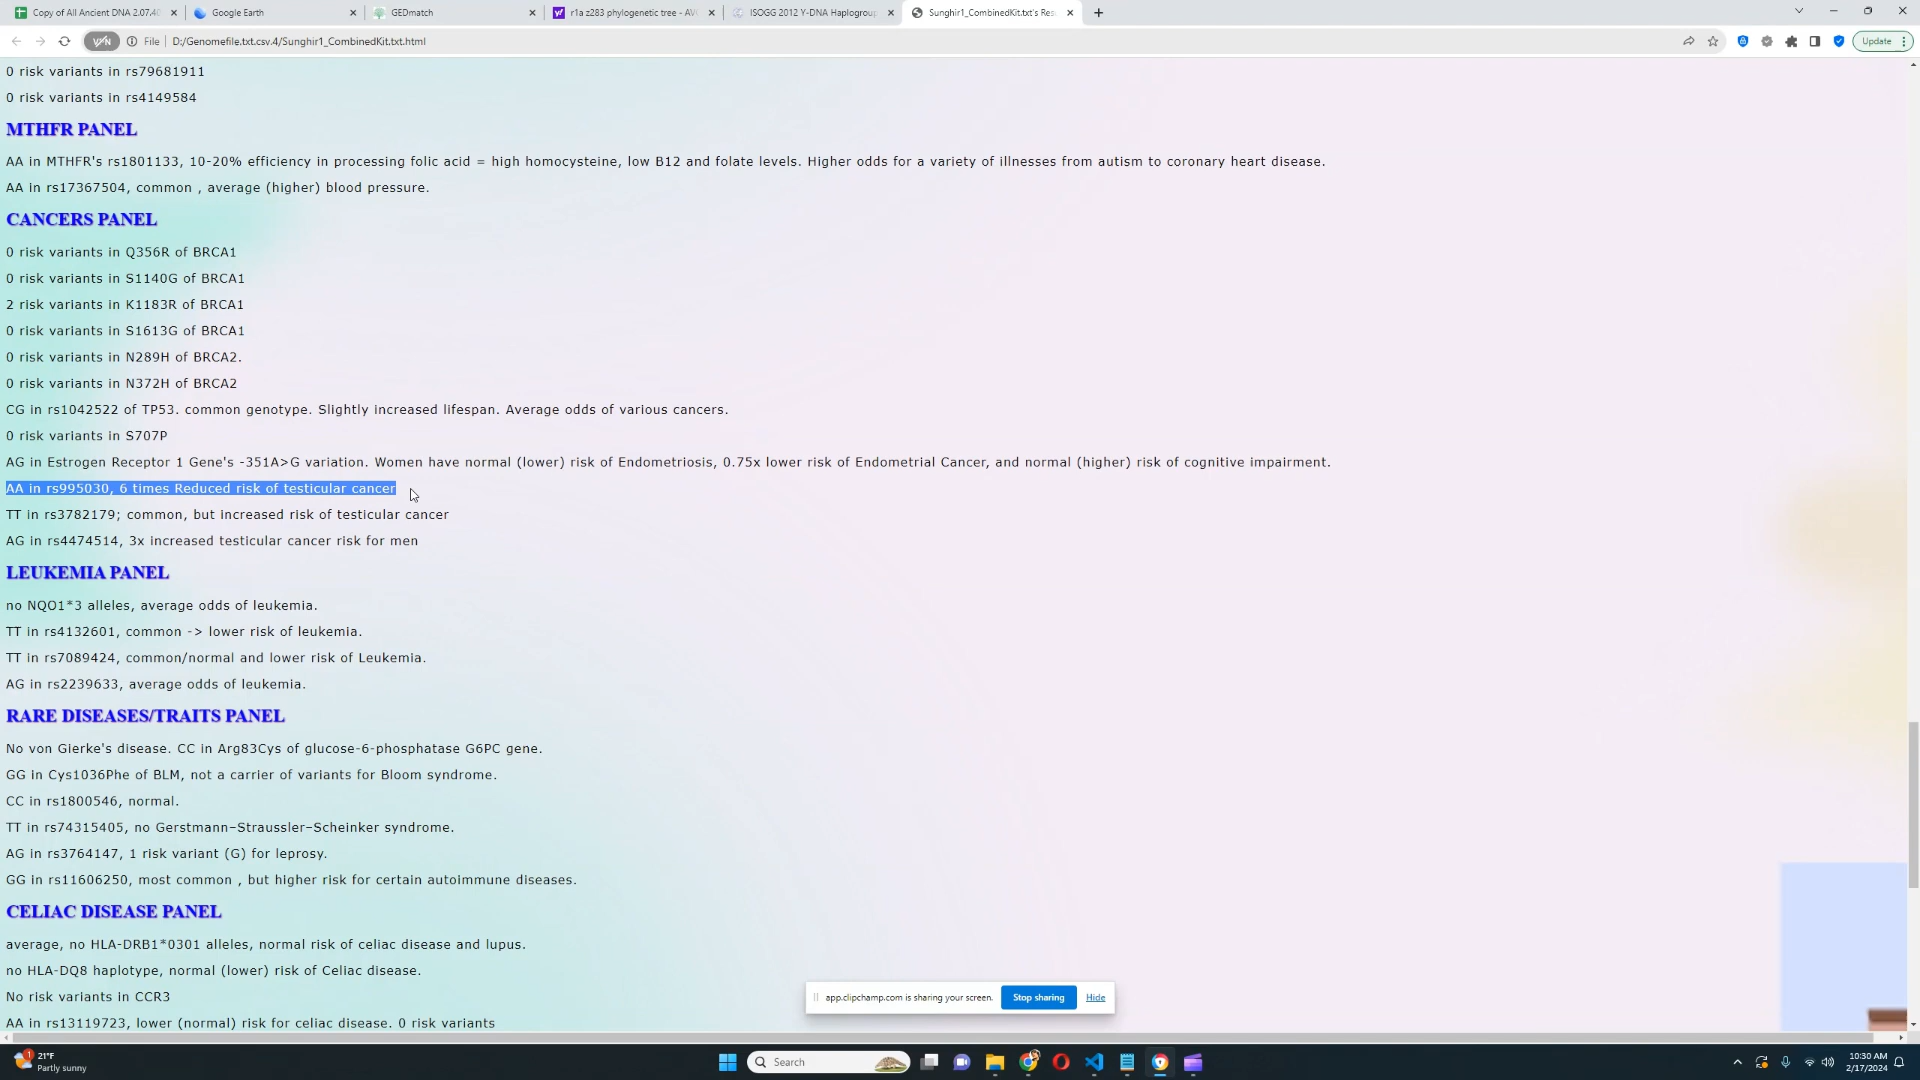 Copy of All Ancient DNA 2.07.40
Google Earth
GEDmatch
r1a z283 phylogenetic tree - AV
ISOGG 2012 Y-DNA Haplogroup
Sunghir1_CombinedKit.txt's Res
VPN
File
D:/Genomefile.txt.csv.4/Sunghir1_CombinedKit.txt.html
Update
0 risk variants in rs79681911
0 risk variants in rs4149584
MTHFR PANEL
AA in MTHFR's rs1801133, 10-20% efficiency in processing folic acid = high homocysteine, low B12 and folate levels. Higher odds for a variety of illnesses from autism to coronary heart disease.
AA in rs17367504, common , average (higher) blood pressure.
CANCERS PANEL
0 risk variants in Q356R of BRCA1
0 risk variants in S1140G of BRCA1
2 risk variants in K1183R of BRCA1
0 risk variants in S1613G of BRCA1
0 risk variants in N289H of BRCA2.
0 risk variants in N372H of BRCA2
CG in rs1042522 of TP53. common genotype. Slightly increased lifespan. Average odds of various cancers.
0 risk variants in S707P
AG in Estrogen Receptor 1 Gene's -351A>G variation. Women have normal (lower) risk of Endometriosis, 0.75x lower risk of Endometrial Cancer, and normal (higher) risk of cognitive impairment.
AA in rs995030, 6 times Reduced risk of testicular cancer
TT in rs3782179; common, but increased risk of testicular cancer
AG in rs4474514, 3x increased testicular cancer risk for men
LEUKEMIA PANEL
no NQO1*3 alleles, average odds of leukemia.
TT in rs4132601, common -> lower risk of leukemia.
TT in rs7089424, common/normal and lower risk of Leukemia.
AG in rs2239633, average odds of leukemia.
RARE DISEASES/TRAITS PANEL
No von Gierke's disease. CC in Arg83Cys of glucose-6-phosphatase G6PC gene.
GG in Cys1036Phe of BLM, not a carrier of variants for Bloom syndrome.
CC in rs1800546, normal.
TT in rs74315405, no Gerstmann–Straussler–Scheinker syndrome.
AG in rs3764147, 1 risk variant (G) for leprosy.
GG in rs11606250, most common , but higher risk for certain autoimmune diseases.
CELIAC DISEASE PANEL
average, no HLA-DRB1*0301 alleles, normal risk of celiac disease and lupus.
no HLA-DQ8 haplotype, normal (lower) risk of Celiac disease.
No risk variants in CCR3
AA in rs13119723, lower (normal) risk for celiac disease. 0 risk variants
app.clipchamp.com is sharing your screen.
Stop sharing
Hide
1
21°F
Partly sunny
Search
10:30 AM
2/17/2024